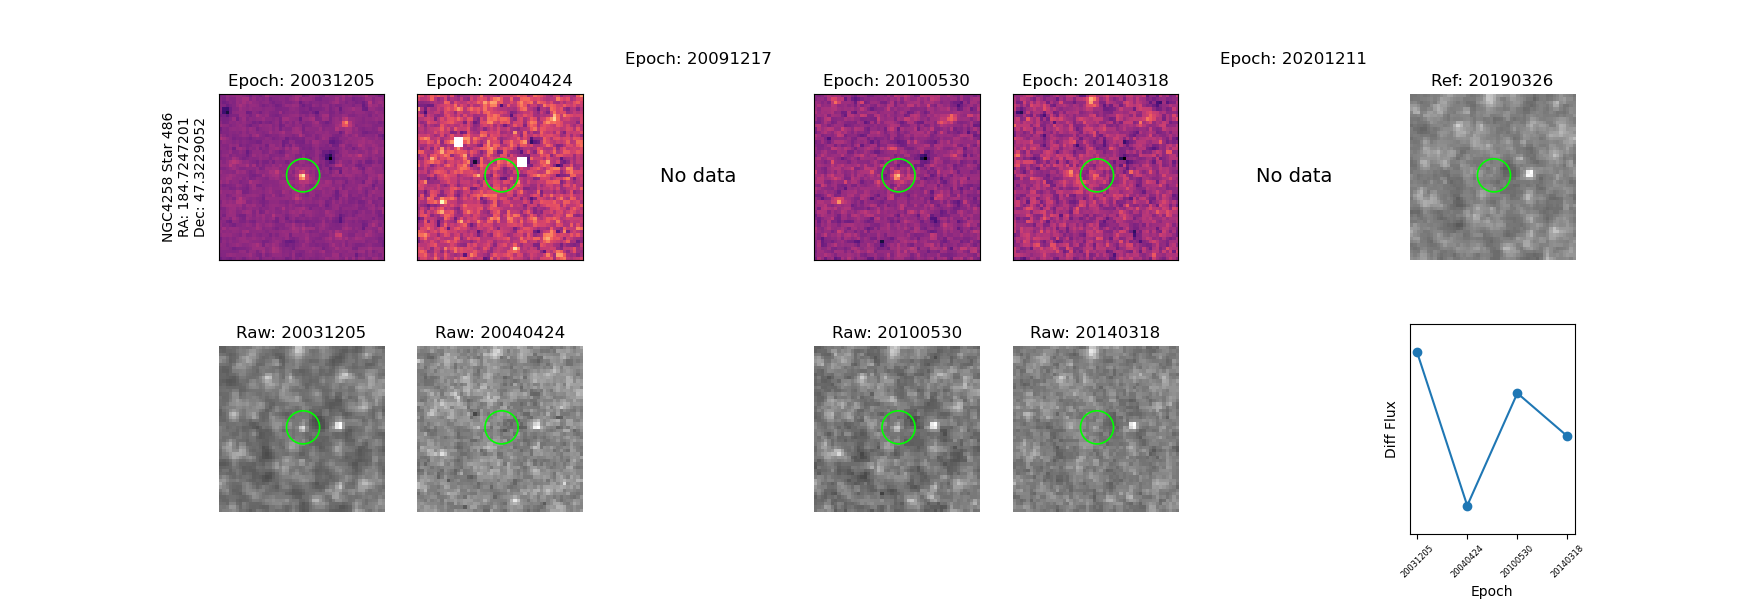 Epoch: 20091217
Epoch: 20201211
Epoch: 20031205
Epoch: 20040424
Epoch: 20100530
Epoch: 20140318
Ref: 20190326
NGC4258 Star 486
RA: 184.7247201
Dec: 47.3229052
No data
No data
Raw: 20031205
Raw: 20040424
Raw: 20100530
Raw: 20140318
Diff Flux
20031205
20040424
20100530
20140318
Epoch